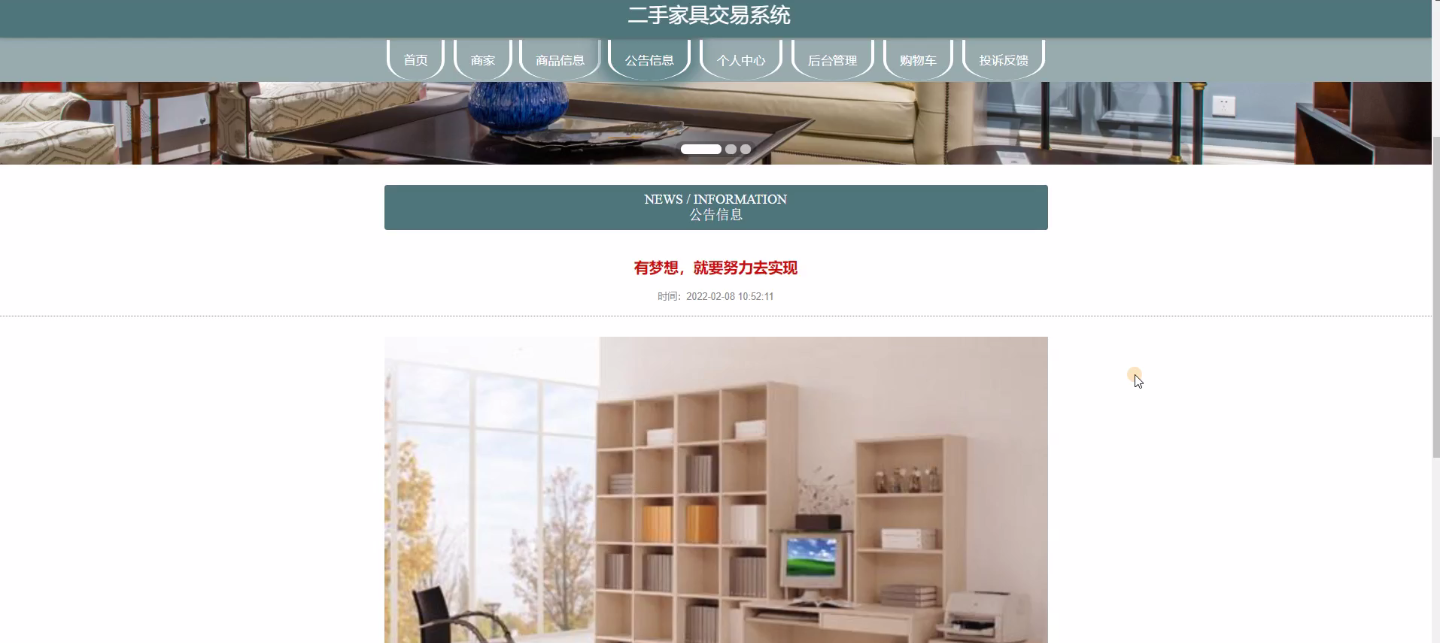 二手家具交易系统
首页 商家 商品信息 公告信息 个人中心 后台管理 购物车 投诉反馈
NEWS / INFORMATION
公告信息
有梦想，就要努力去实现
时间：2022-02-08 10:52:11